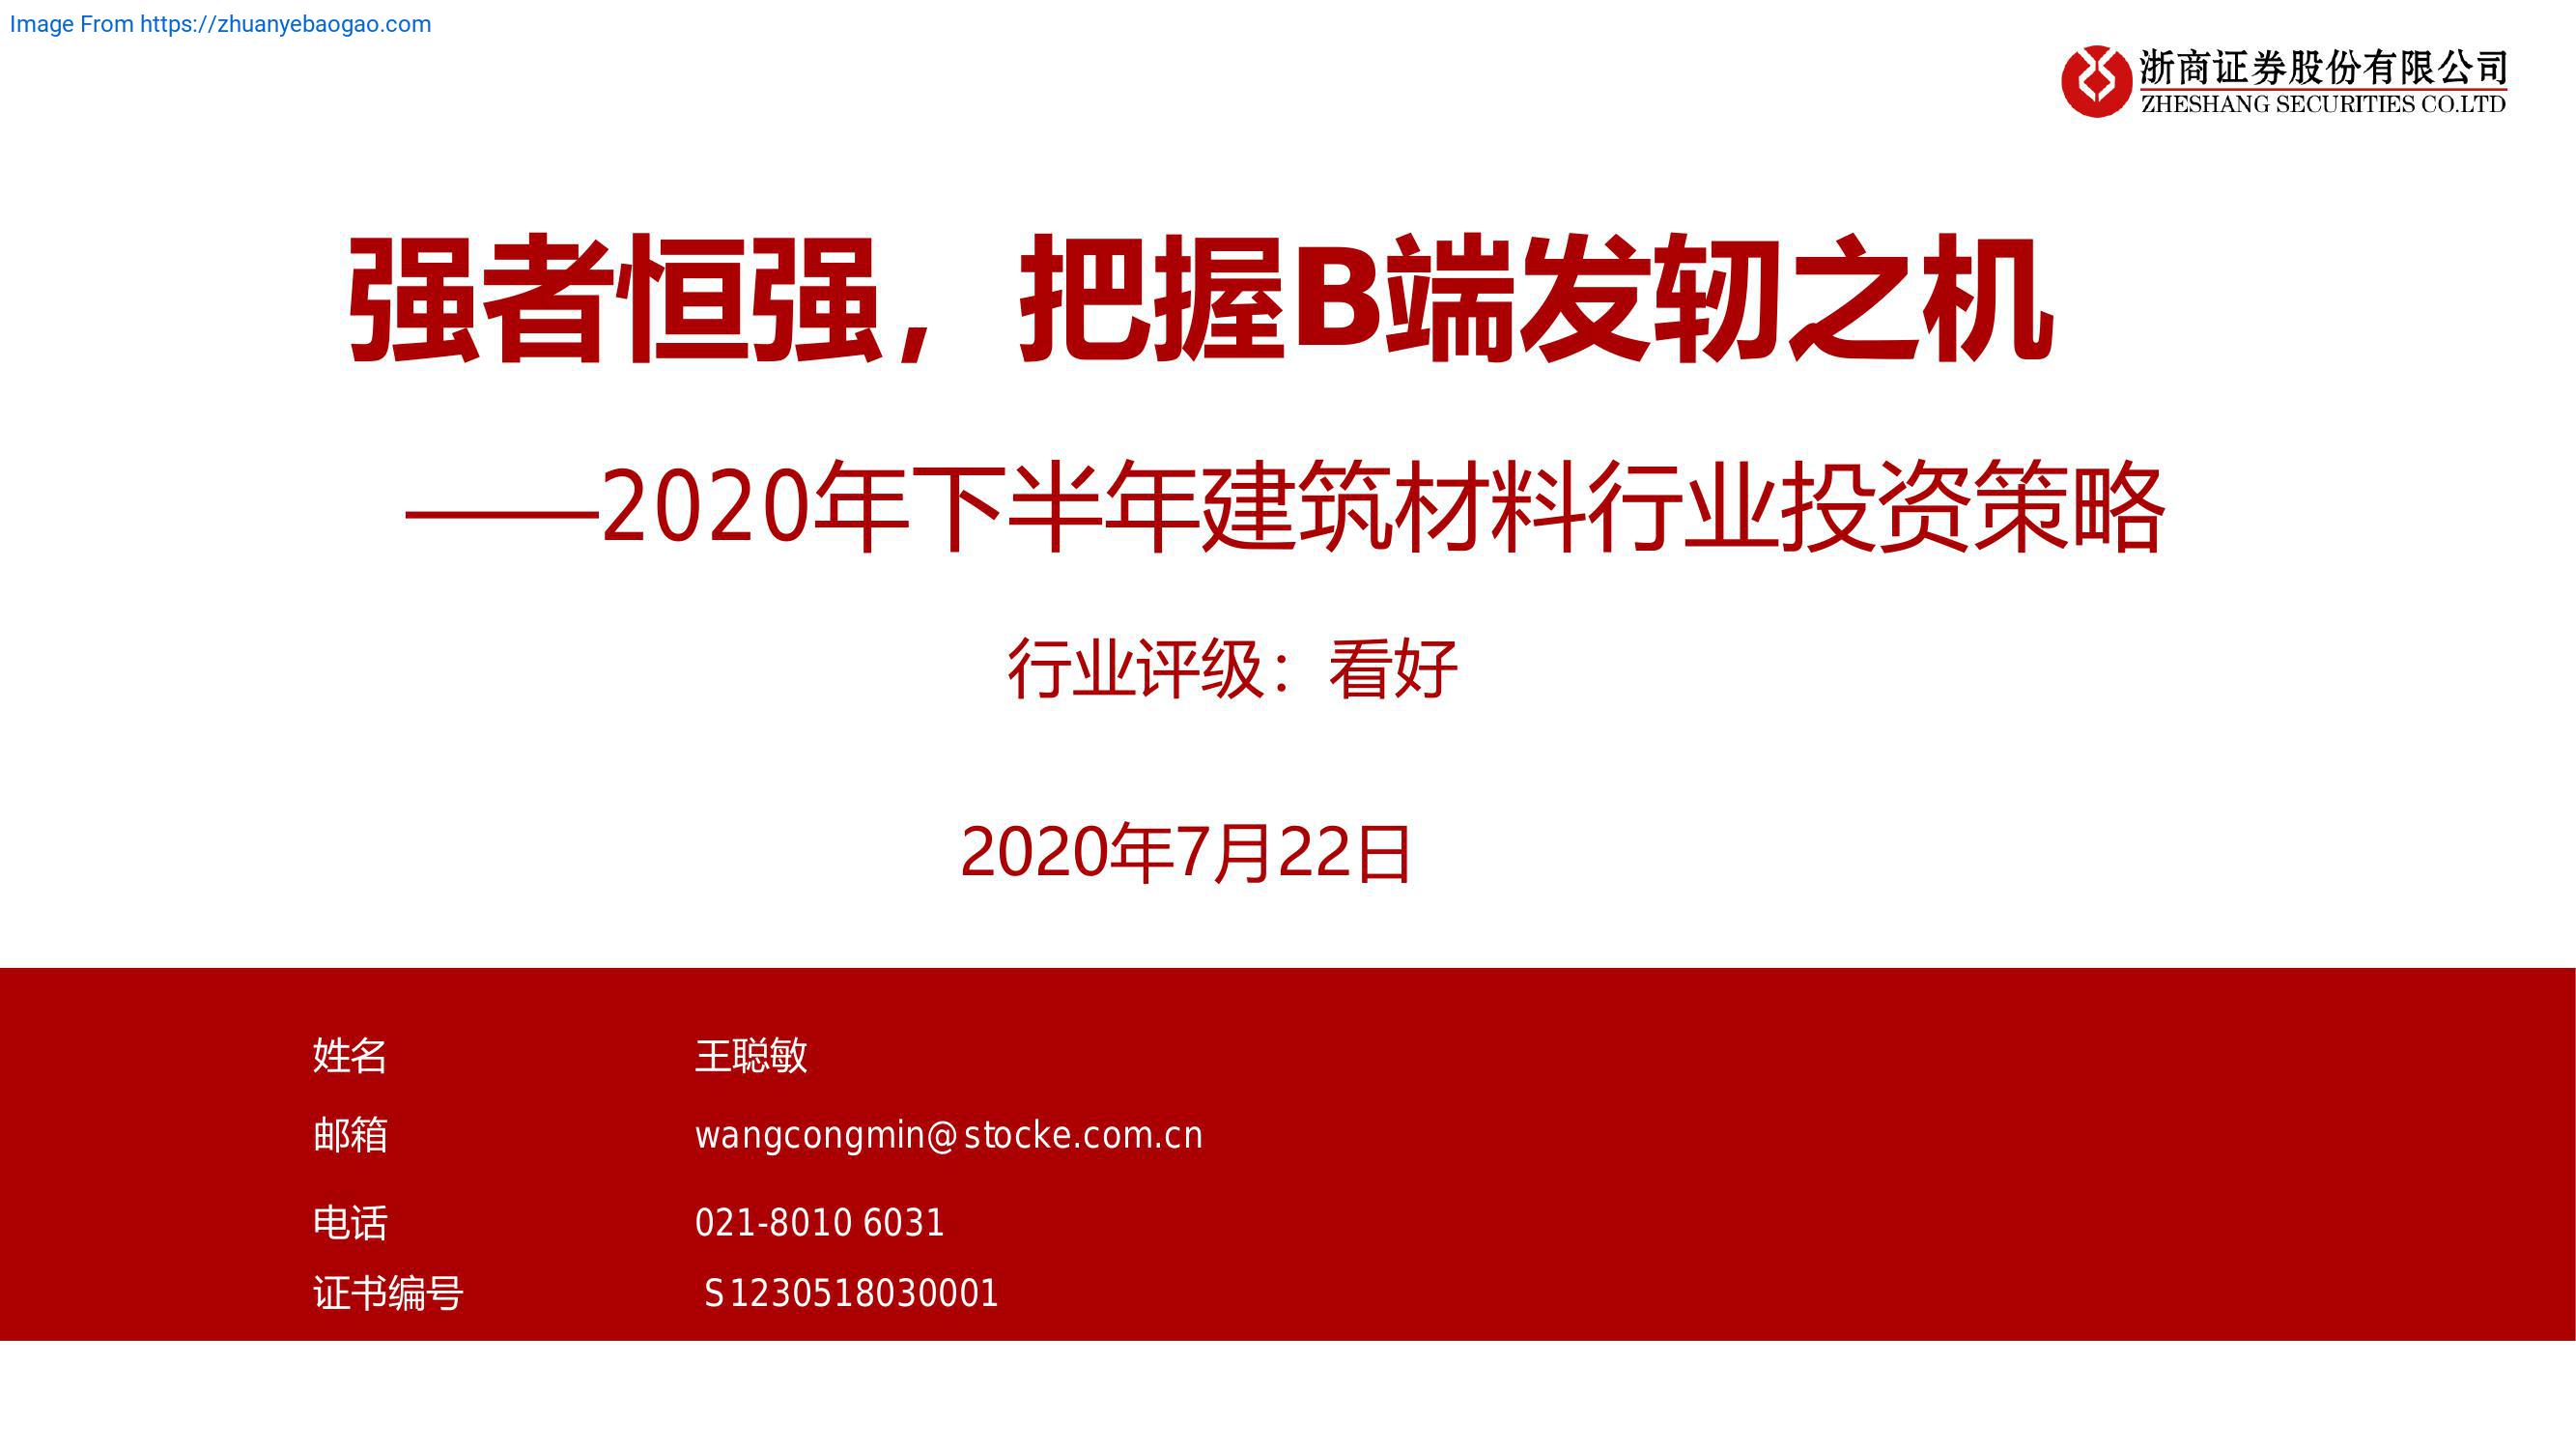 Image From https://zhuanyebaogao.com
浙商证券股份有限公司
ZHESHANG SECURITIES CO.LTD
强者恒强，把握B端发轫之机
——2020年下半年建筑材料行业投资策略
行业评级：看好
2020年7月22日
姓名 王聪敏
邮箱 wangcongmin@stocke.com.cn
电话 021-8010 6031
证书编号 S1230518030001